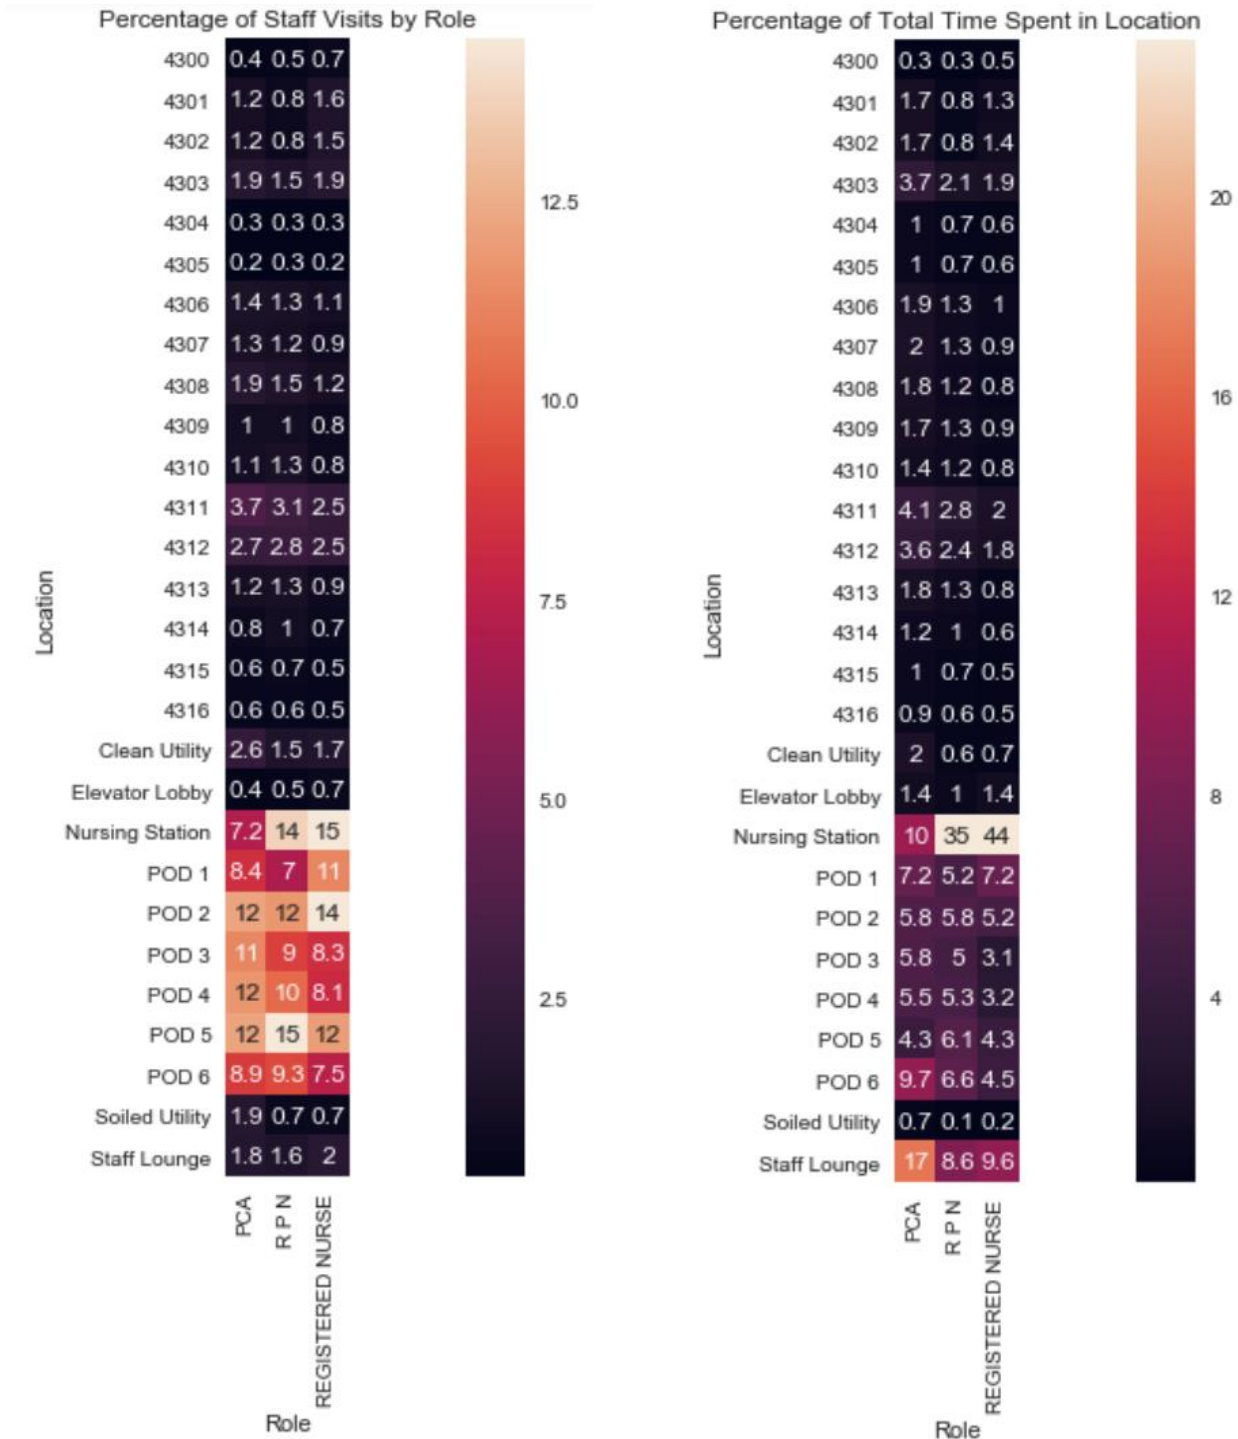 Percentage of Staff Visits by Role
4300 0.4 0.5 0.7
4301 1.2 0.8 1.6
4302 1.2 0.8 1.5
4303 1.9 1.5 1.9
4304 0.3 0.3 0.3
4305 0.2 0.3 0.2
4306 1.4 1.3 1.1
4307 1.3 1.2 0.9
4308 1.9 1.5 1.2
4309 1 1 0.8
4310 1.1 1.3 0.8
4311 3.7 3.1 2.5
4312 2.7 2.8 2.5
4313 1.2 1.3 0.9
4314 0.8 1 0.7
4315 0.6 0.7 0.5
4316 0.6 0.6 0.5
Clean Utility 2.6 1.5 1.7
Elevator Lobby 0.4 0.5 0.7
Nursing Station 7.2 14 15
POD 1 8.4 7 11
POD 2 12 12 14
POD 3 11 9 8.3
POD 4 12 10 8.1
POD 5 12 15 12
POD 6 8.9 9.3 7.5
Soiled Utility 1.9 0.7 0.7
Staff Lounge 1.8 1.6 2
Location
PCA
R P N
REGISTERED NURSE
Role
12.5
10.0
7.5
5.0
2.5
Percentage of Total Time Spent in Location
4300 0.3 0.3 0.5
4301 1.7 0.8 1.3
4302 1.7 0.8 1.4
4303 3.7 2.1 1.9
4304 1 0.7 0.6
4305 1 0.7 0.6
4306 1.9 1.3 1
4307 2 1.3 0.9
4308 1.8 1.2 0.8
4309 1.7 1.3 0.9
4310 1.4 1.2 0.8
4311 4.1 2.8 2
4312 3.6 2.4 1.8
4313 1.8 1.3 0.8
4314 1.2 1 0.6
4315 1 0.7 0.5
4316 0.9 0.6 0.5
Clean Utility 2 0.6 0.7
Elevator Lobby 1.4 1 1.4
Nursing Station 10 35 44
POD 1 7.2 5.2 7.2
POD 2 5.8 5.8 5.2
POD 3 5.8 5 3.1
POD 4 5.5 5.3 3.2
POD 5 4.3 6.1 4.3
POD 6 9.7 6.6 4.5
Soiled Utility 0.7 0.1 0.2
Staff Lounge 17 8.6 9.6
Location
PCA
R P N
REGISTERED NURSE
Role
20
16
12
8
4